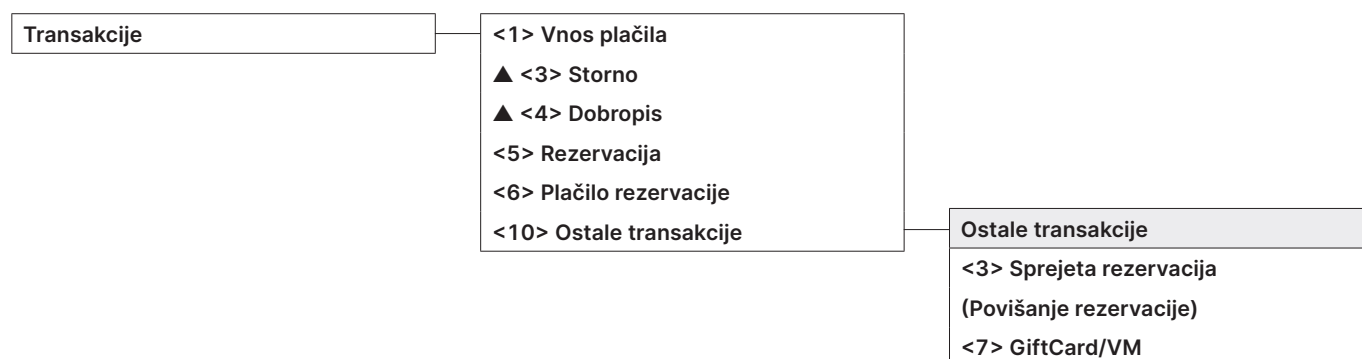 Transakcije
<1> Vnos plačila
▲ <3> Storno
▲ <4> Dobropis
<5> Rezervacija
<6> Plačilo rezervacije
<10> Ostale transakcije
Ostale transakcije
<3> Sprejeta rezervacija
(Povišanje rezervacije)
<7> GiftCard/VM